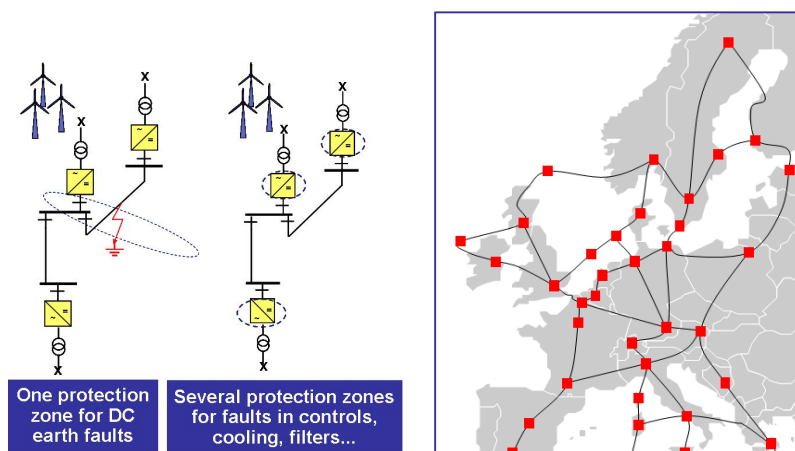 X
X
X
X
~
=
~
=
~
=
~
=
~
=
~
=
X
X
One protection
zone for DC
earth faults
Several protection zones
for faults in controls,
cooling, filters...